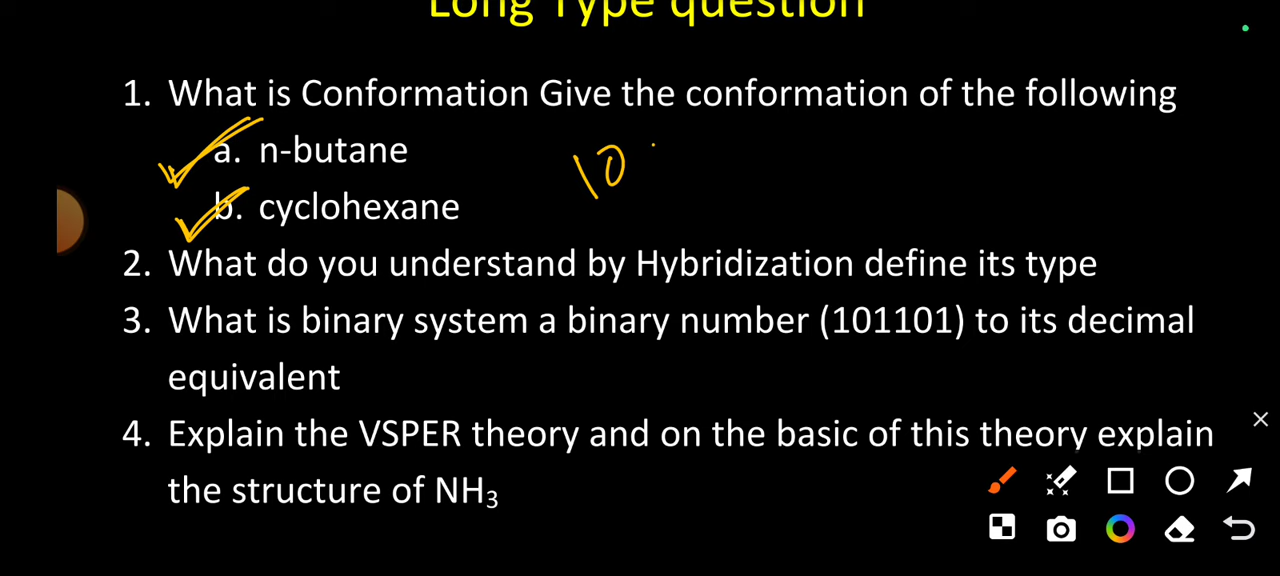 Long Type question
1. What is Conformation Give the conformation of the following
a. n-butane
10
b. cyclohexane
2. What do you understand by Hybridization define its type
3. What is binary system a binary number (101101) to its decimal
equivalent
4. Explain the VSPER theory and on the basic of this theory explain
the structure of NH₃